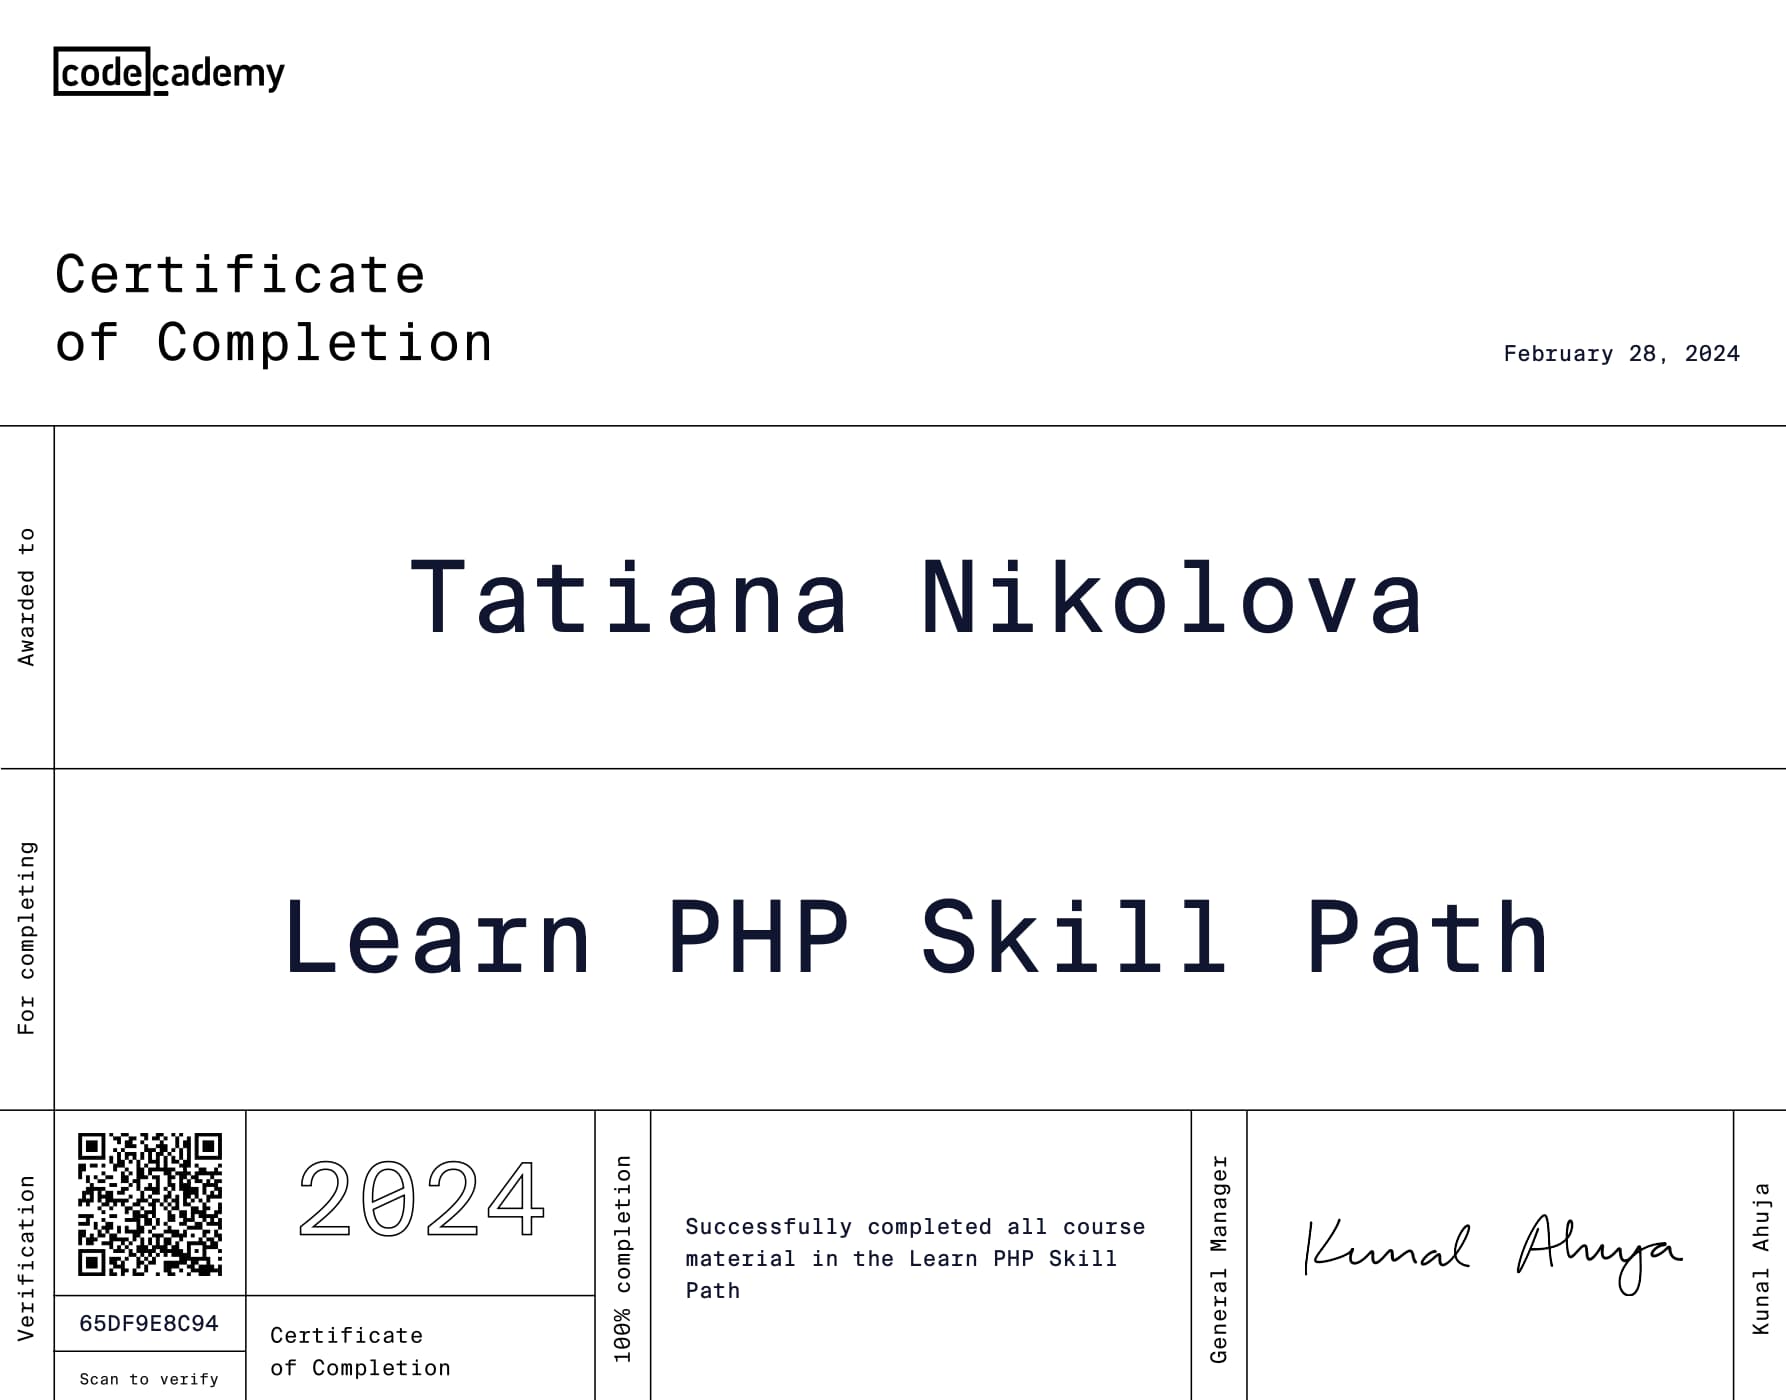 codecademy
Certificate
of Completion
February 28, 2024
Awarded to
Tatiana Nikolova
For completing
Learn PHP Skill Path
Verification
65DF9E8C94
Scan to verify
2024
Certificate
of Completion
100% completion
Successfully completed all course
material in the Learn PHP Skill
Path
General Manager
Kunal Ahuja
Kunal Ahuja